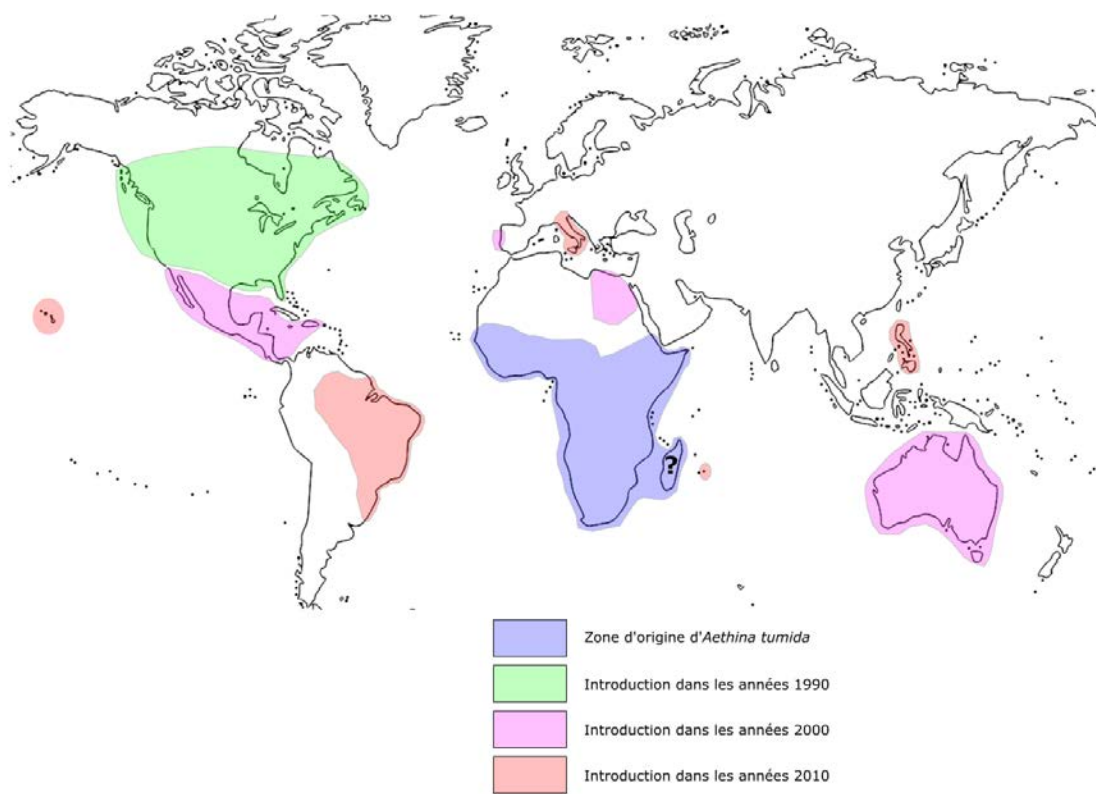 ?
Zone d'origine d'Aethina tumida
Introduction dans les années 1990
Introduction dans les années 2000
Introduction dans les années 2010